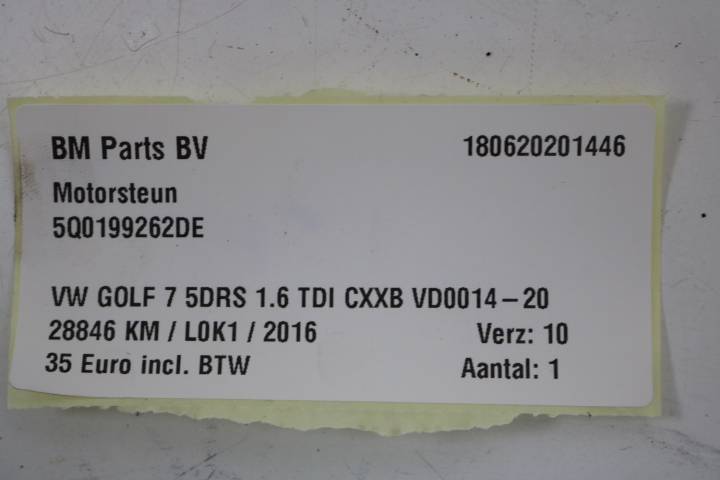 BM Parts BV 180620201446
Motorsteun
5Q0199262DE
VW GOLF 7 5DRS 1.6 TDI CXXB VD0014-20
28846 KM / L0K1 / 2016 Verz: 10
35 Euro incl. BTW Aantal: 1